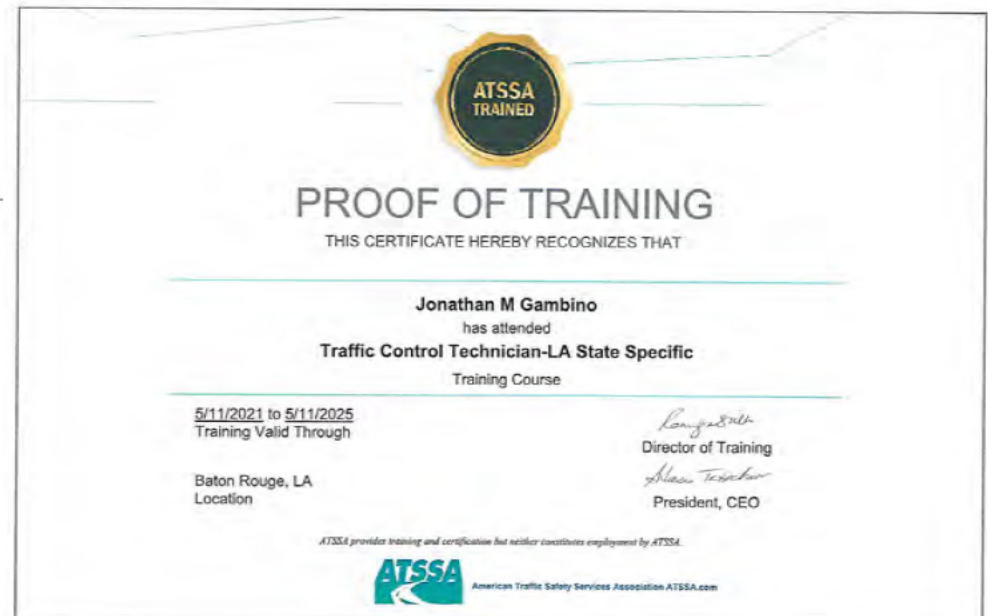 ATSSA
TRAINED
PROOF OF TRAINING
THIS CERTIFICATE HEREBY RECOGNIZES THAT
Jonathan M Gambino
has attended
Traffic Control Technician-LA State Specific
Training Course
5/11/2021 to 5/11/2025
Training Valid Through
Director of Training
Baton Rouge, LA
Location
President, CEO
ATSSA provides training and certification but neither constitutes employment by ATSSA.
ATSSA
American Traffic Safety Services Association ATSSA.com